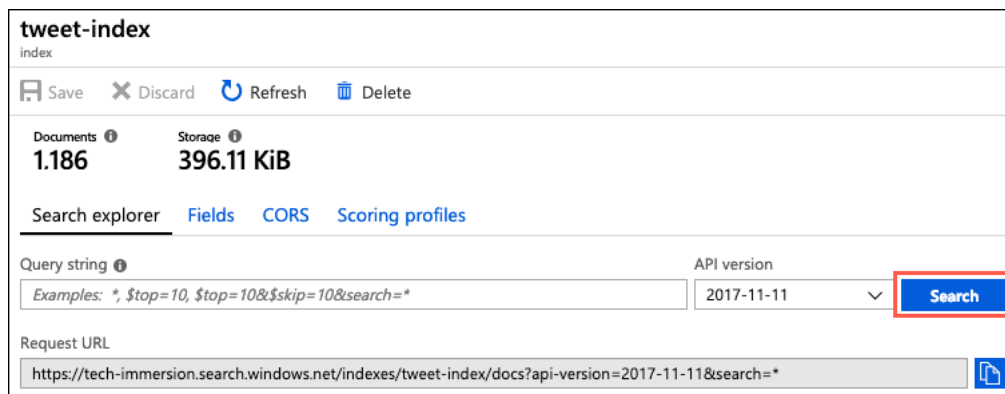 tweet-index
index
Save Discard Refresh Delete
Documents Storage
1.186 396.11 KiB
Search explorer Fields CORS Scoring profiles
Query string API version
Examples: *, $top=10, $top=10&$skip=10&search=* 2017-11-11 Search
Request URL
https://tech-immersion.search.windows.net/indexes/tweet-index/docs?api-version=2017-11-11&search=*